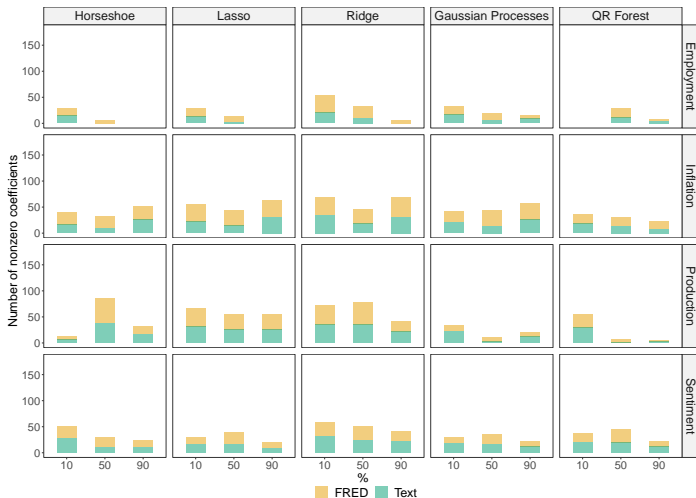 Horseshoe Lasso Ridge Gaussian Processes QR Forest
Number of nonzero coefficients
150
100
50
0
Employment
150
100
50
0
Inflation
150
100
50
0
Production
150
100
50
0
Sentiment
10 50 90 10 50 90 10 50 90 10 50 90 10 50 90
%
FRED Text